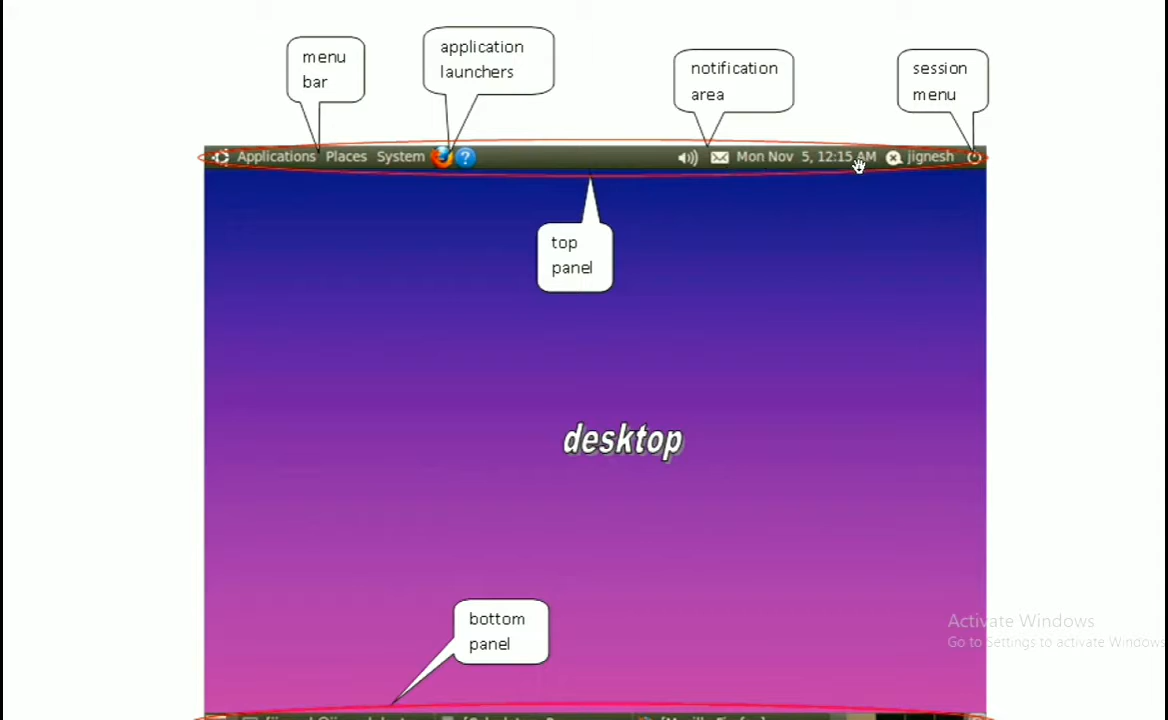 menu
bar
application
launchers
notification
area
session
menu
Applications Places System
Mon Nov 5, 12:15 AM
jignesh
top
panel
desktop
bottom
panel
Activate Windows
Go to Settings to activate Windows